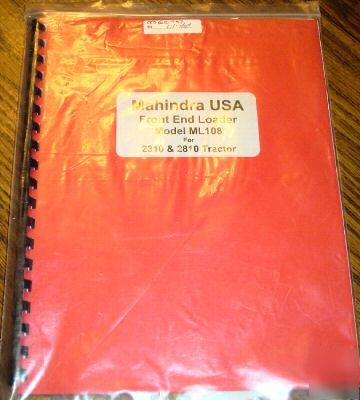 Mahindra USA
Front End Loader
Model ML108
For
2310 & 2810 Tractor